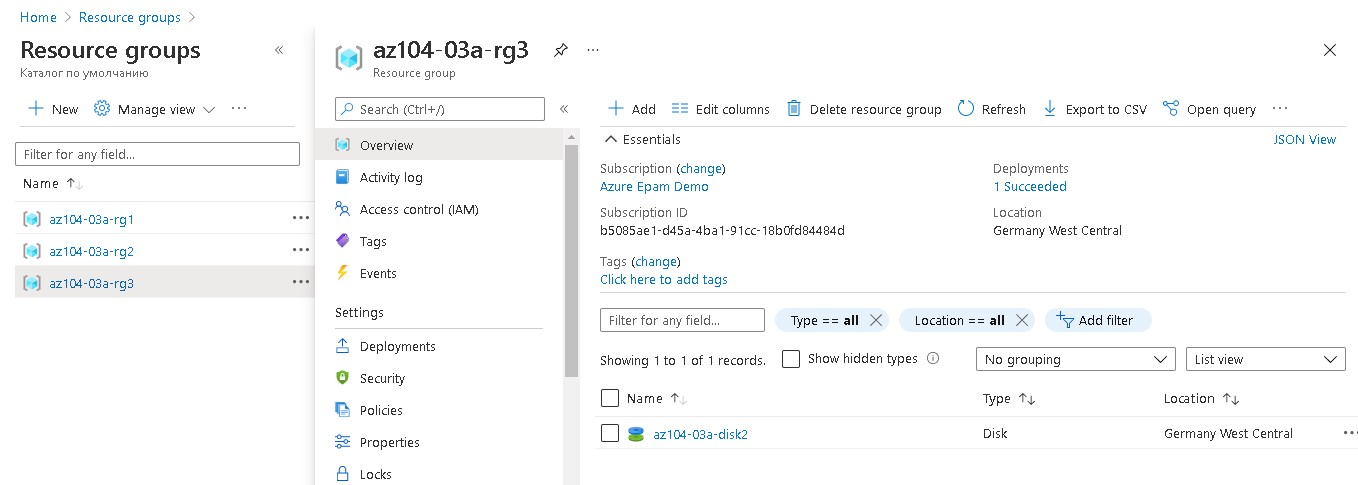 Home > Resource groups >
Resource groups
Каталог по умолчанию
New Manage view
Filter for any field...
Name
az104-03a-rg1
az104-03a-rg2
az104-03a-rg3
az104-03a-rg3
Resource group
Search (Ctrl+/)
Overview
Activity log
Access control (IAM)
Tags
Events
Settings
Deployments
Security
Policies
Properties
Locks
Add Edit columns Delete resource group Refresh Export to CSV Open query
Essentials JSON View
Subscription (change) Deployments
Azure Epam Demo 1 Succeeded
Subscription ID Location
b5085ae1-d45a-4ba1-91cc-18b0fd84484d Germany West Central
Tags (change)
Click here to add tags
Filter for any field... Type == all Location == all Add filter
Showing 1 to 1 of 1 records. Show hidden types No grouping List view
Name Type Location
az104-03a-disk2 Disk Germany West Central